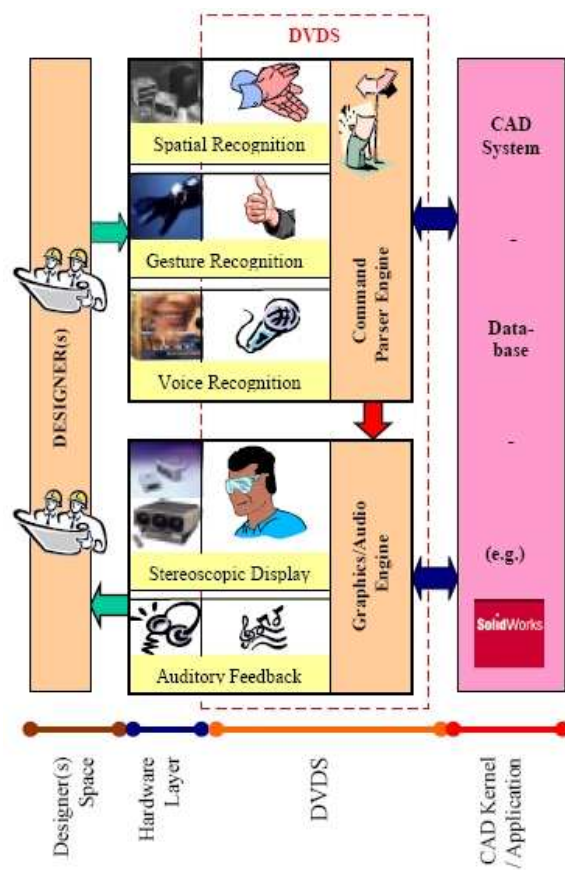 DVDS
DESIGNER(s)
Spatial Recognition
Gesture Recognition
Voice Recognition
Command
Parser Engine
Stereoscopic Display
Auditory Feedback
Graphics/Audio
Engine
CAD
System
-
Data-
base
-
(e.g.)
SolidWorks
Designer(s)
Space
Hardware
Layer
DVDS
CAD Kernel
/ Application